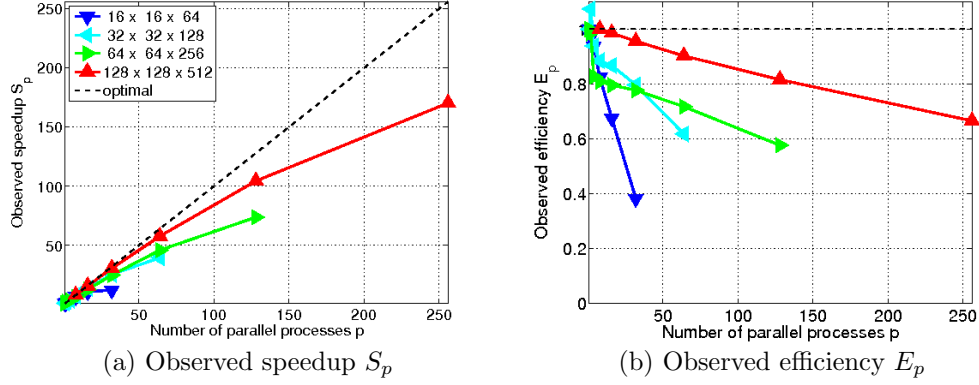 250
200
150
100
50
Observed speedup S_p
16 x 16 x 64
32 x 32 x 128
64 x 64 x 256
128 x 128 x 512
optimal
50 100 150 200 250
Number of parallel processes p
(a) Observed speedup S_p
1
0.8
0.6
0.4
0.2
0
Observed efficiency E_p
50 100 150 200 250
Number of parallel processes p
(b) Observed efficiency E_p